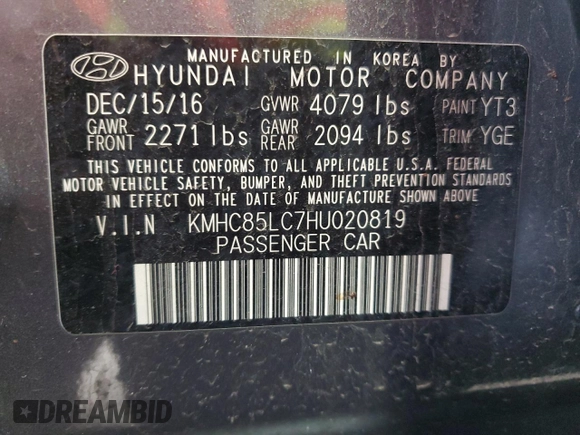 MANUFACTURED IN KOREA BY
HYUNDAI MOTOR COMPANY
DEC/15/16 GVWR 4079 lbs PAINT YT3
GAWR FRONT 2271 lbs GAWR REAR 2094 lbs TRIM YGE
THIS VEHICLE CONFORMS TO ALL APPLICABLE U.S.A. FEDERAL
MOTOR VEHICLE SAFETY, BUMPER, AND THEFT PREVENTION STANDARDS
IN EFFECT ON THE DATE OF MANUFACTURE SHOWN ABOVE
V.I.N KMHC85LC7HU020819
PASSENGER CAR
DREAMBID